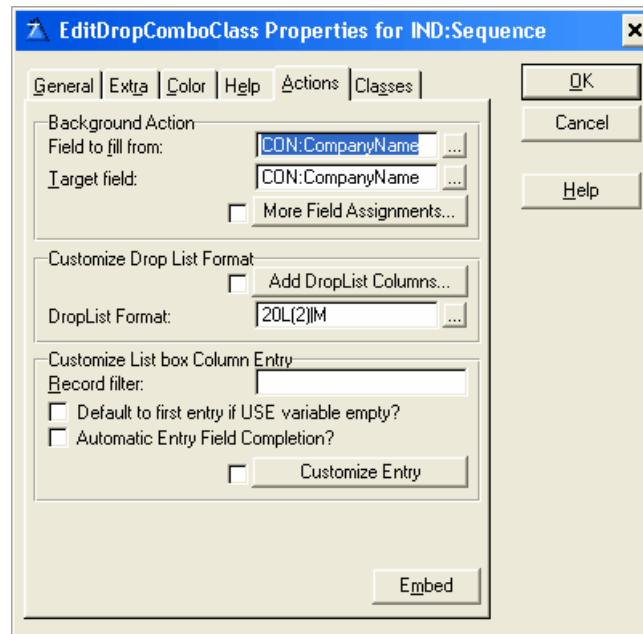 EditDropComboClass Properties for IND:Sequence
General Extra Color Help Actions Classes
OK
Cancel
Help
Background Action
Field to fill from: CON:CompanyName ...
Target field: CON:CompanyName ...
More Field Assignments...
Customize Drop List Format
Add DropList Columns...
DropList Format: 20L(2)|M ...
Customize List box Column Entry
Record filter:
Default to first entry if USE variable empty?
Automatic Entry Field Completion?
Customize Entry
Embed